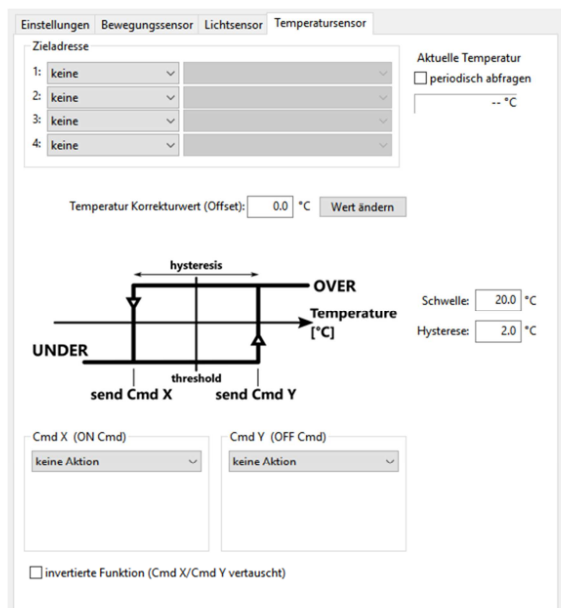 Einstellungen Bewegungssensor Lichtsensor Temperatursensor
Zieladresse
1: keine
2: keine
3: keine
4: keine
Aktuelle Temperatur
periodisch abfragen
-- °C
Temperatur Korrekturwert (Offset): 0.0 °C Wert ändern
hysteresis
OVER
Temperature
[°C]
UNDER
threshold
send Cmd X send Cmd Y
Schwelle: 20.0 °C
Hysterese: 2.0 °C
Cmd X (ON Cmd)
keine Aktion
Cmd Y (OFF Cmd)
keine Aktion
invertierte Funktion (Cmd X/Cmd Y vertauscht)